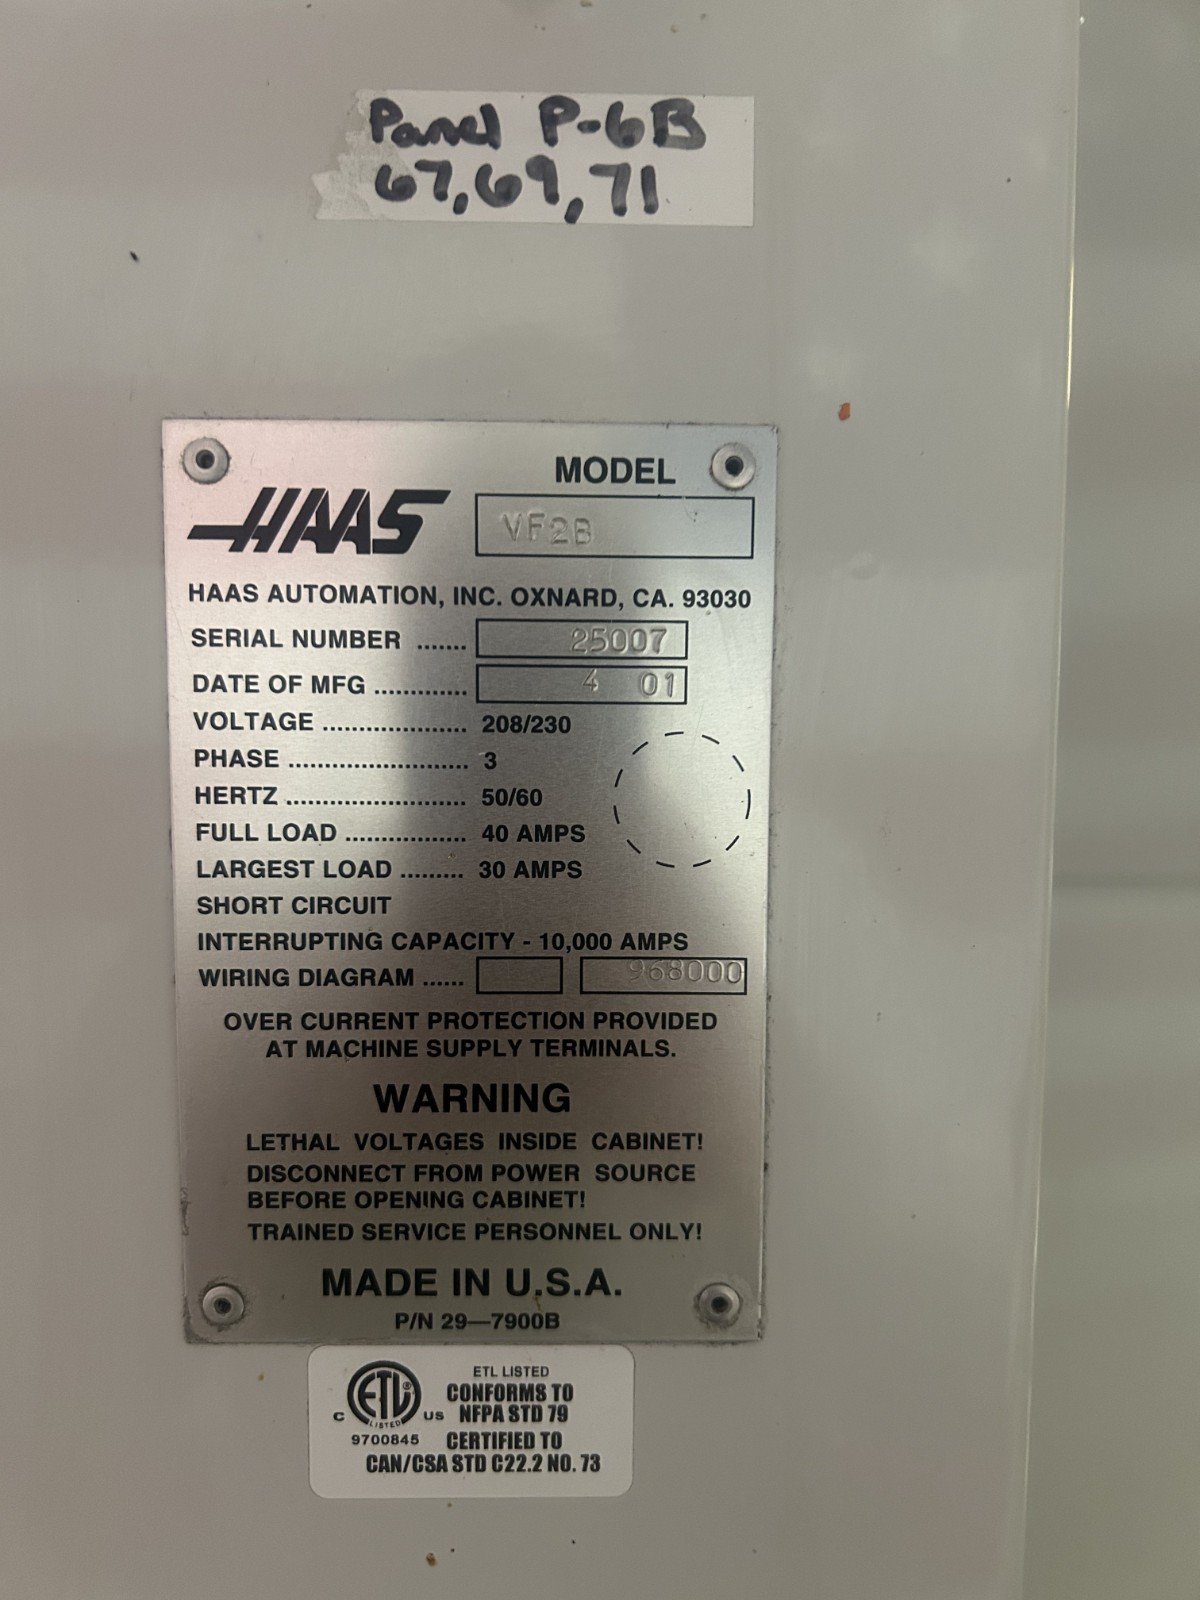 Panel P-6B
67,69,71
MODEL
HAAS VF2B
HAAS AUTOMATION, INC. OXNARD, CA. 93030
SERIAL NUMBER ....... 25007
DATE OF MFG ............. 4 01
VOLTAGE .................... 208/230
PHASE ......................... 3
HERTZ ......................... 50/60
FULL LOAD ................. 40 AMPS
LARGEST LOAD ......... 30 AMPS
SHORT CIRCUIT
INTERRUPTING CAPACITY - 10,000 AMPS
WIRING DIAGRAM ...... 968000
OVER CURRENT PROTECTION PROVIDED
AT MACHINE SUPPLY TERMINALS.
WARNING
LETHAL VOLTAGES INSIDE CABINET!
DISCONNECT FROM POWER SOURCE
BEFORE OPENING CABINET!
TRAINED SERVICE PERSONNEL ONLY!
MADE IN U.S.A.
P/N 29—7900B
ETL LISTED
CONFORMS TO
NFPA STD 79
C ETL LISTED US
9700845 CERTIFIED TO
CAN/CSA STD C22.2 NO. 73